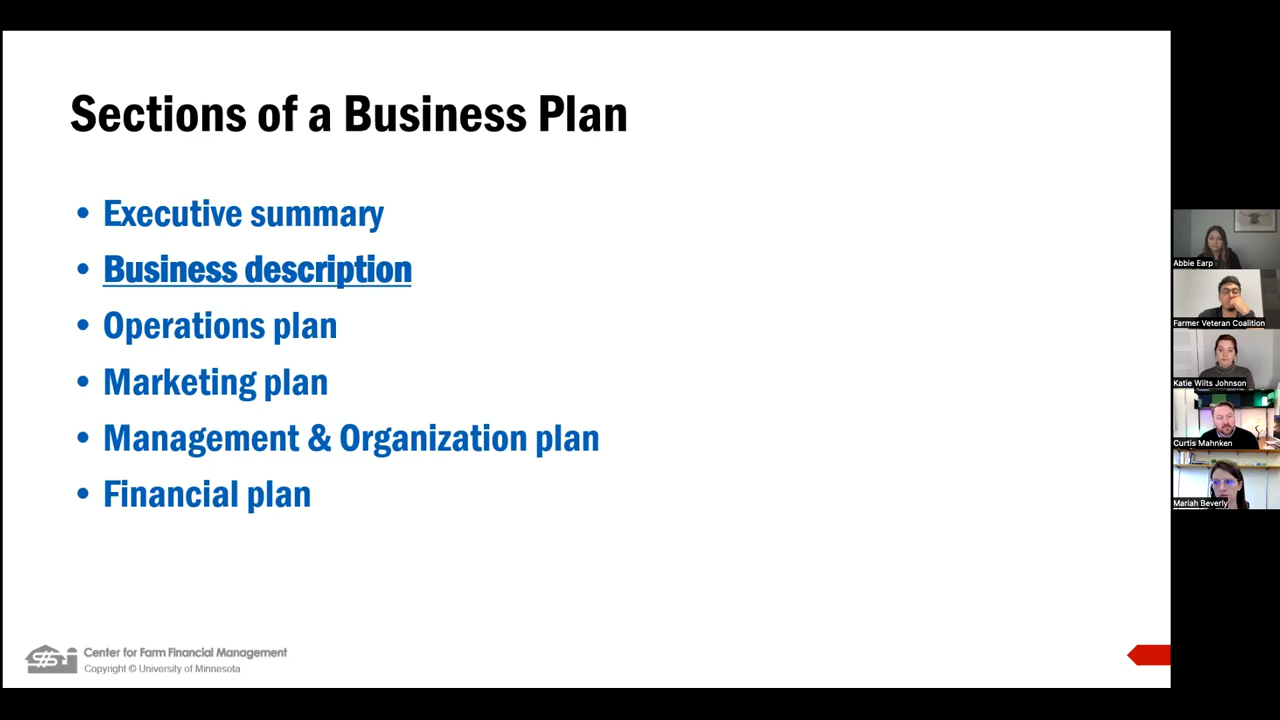 Sections of a Business Plan
• Executive summary
• Business description
• Operations plan
• Marketing plan
• Management & Organization plan
• Financial plan
Center for Farm Financial Management
Copyright © University of Minnesota
Abbie Earp
Farmer Veteran Coalition
Katie Wilts Johnson
Curtis Mahnken
Mariah Beverly